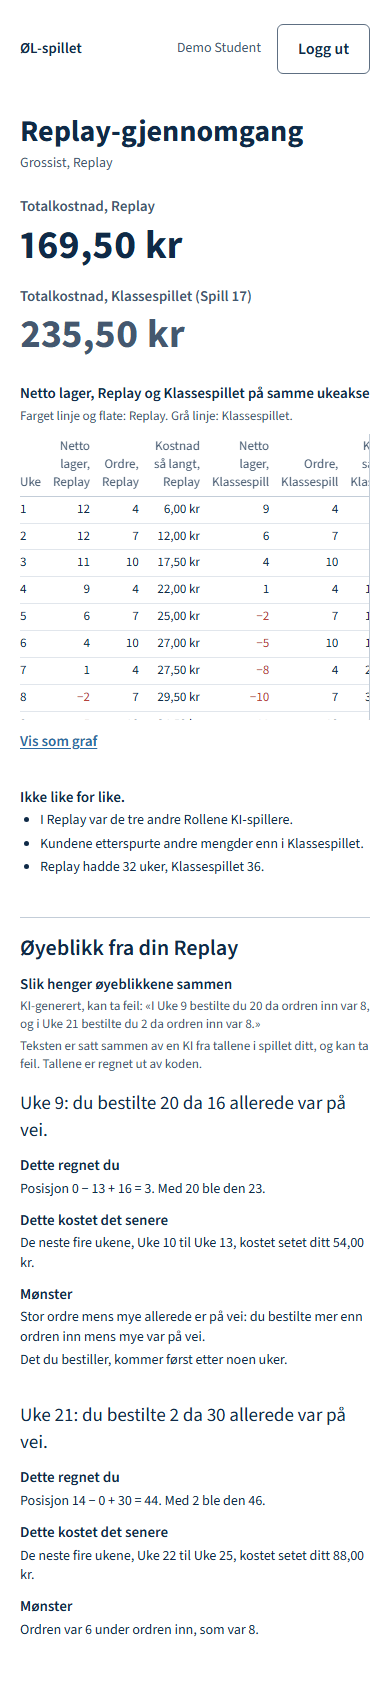 ØL-spillet
Demo Student
Logg ut
Replay-gjennomgang
Grossist, Replay
Totalkostnad, Replay
169,50 kr
Totalkostnad, Klassespillet (Spill 17)
235,50 kr
Netto lager, Replay og Klassespillet på samme ukeakse
Farget linje og flate: Replay. Grå linje: Klassespillet.
Uke Netto lager, Replay Ordre, Replay Kostnad så langt, Replay Netto lager, Klassespill Ordre, Klassespill
1 12 4 6,00 kr 9 4
2 12 7 12,00 kr 6 7
3 11 10 17,50 kr 4 10
4 9 4 22,00 kr 1 4
5 6 7 25,00 kr −2 7
6 4 10 27,00 kr −5 10
7 1 4 27,50 kr −8 4
8 −2 7 29,50 kr −10 7
Vis som graf
Ikke like for like.
I Replay var de tre andre Rollene KI-spillere.
Kundene etterspurte andre mengder enn i Klassespillet.
Replay hadde 32 uker, Klassespillet 36.
Øyeblikk fra din Replay
Slik henger øyeblikkene sammen
KI-generert, kan ta feil: «I Uke 9 bestilte du 20 da ordren inn var 8,
og i Uke 21 bestilte du 2 da ordren inn var 8.»
Teksten er satt sammen av en KI fra tallene i spillet ditt, og kan ta
feil. Tallene er regnet ut av koden.
Uke 9: du bestilte 20 da 16 allerede var på
vei.
Dette regnet du
Posisjon 0 − 13 + 16 = 3. Med 20 ble den 23.
Dette kostet det senere
De neste fire ukene, Uke 10 til Uke 13, kostet setet ditt 54,00
kr.
Mønster
Stor ordre mens mye allerede er på vei: du bestilte mer enn
ordren inn mens mye var på vei.
Det du bestiller, kommer først etter noen uker.
Uke 21: du bestilte 2 da 30 allerede var på
vei.
Dette regnet du
Posisjon 14 − 0 + 30 = 44. Med 2 ble den 46.
Dette kostet det senere
De neste fire ukene, Uke 22 til Uke 25, kostet setet ditt 88,00
kr.
Mønster
Ordren var 6 under ordren inn, som var 8.